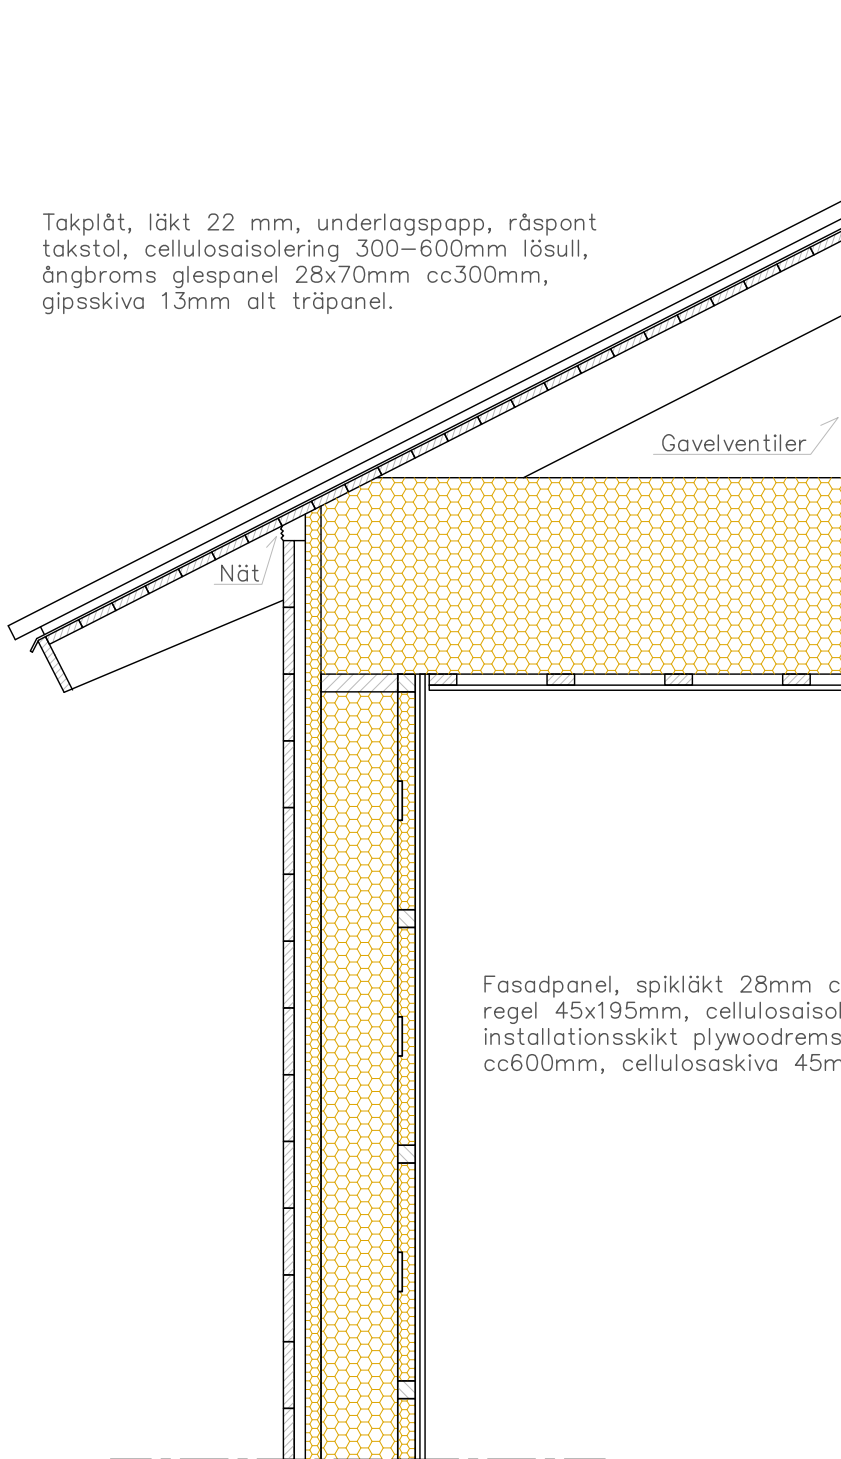 Takplåt, läkt 22 mm, underlagspapp, råspont
takstol, cellulosaisolering 300-600mm lösull,
ångbroms glespanel 28x70mm cc300mm,
gipsskiva 13mm alt träpanel.
Gavelventiler
Nät
Fasadpanel, spikläkt 28mm
regel 45x195mm,
installationsskikt
cc600mm, cellulosaskiva